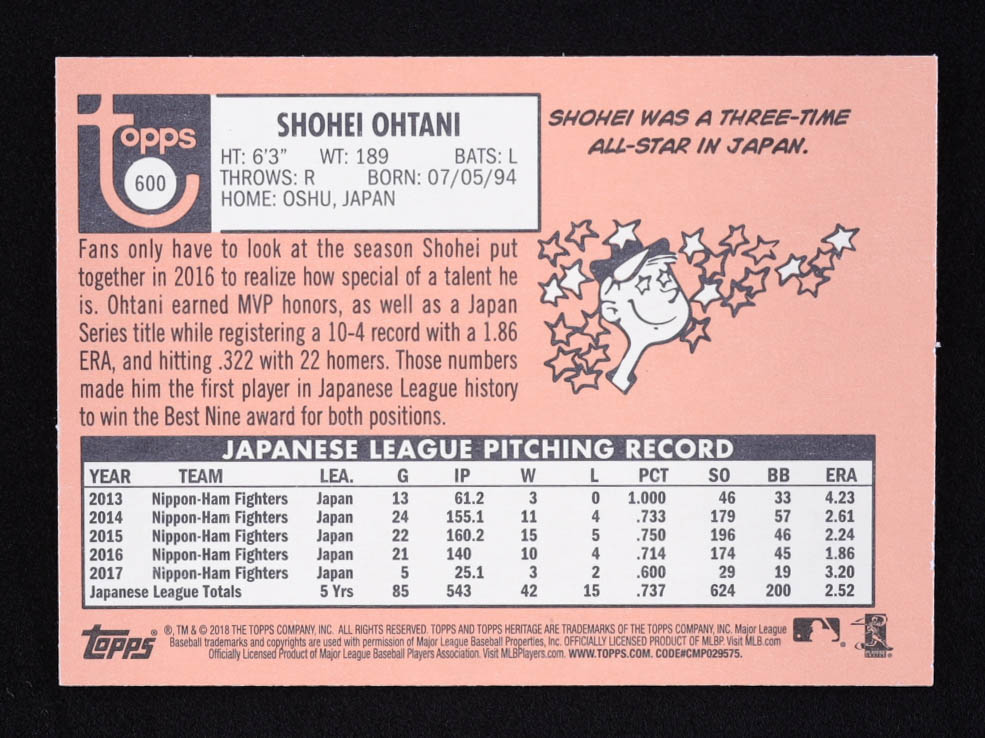 topps
600
SHOHEI OHTANI
HT: 6'3" WT: 189 BATS: L
THROWS: R BORN: 07/05/94
HOME: OSHU, JAPAN
SHOHEI WAS A THREE-TIME
ALL-STAR IN JAPAN.
Fans only have to look at the season Shohei put
together in 2016 to realize how special of a talent he
is. Ohtani earned MVP honors, as well as a Japan
Series title while registering a 10-4 record with a 1.86
ERA, and hitting .322 with 22 homers. Those numbers
made him the first player in Japanese League history
to win the Best Nine award for both positions.
JAPANESE LEAGUE PITCHING RECORD
YEAR TEAM LEA. G IP W L PCT SO BB ERA
2013 Nippon-Ham Fighters Japan 13 61.2 3 0 1.000 46 33 4.23
2014 Nippon-Ham Fighters Japan 24 155.1 11 4 .733 179 57 2.61
2015 Nippon-Ham Fighters Japan 22 160.2 15 5 .750 196 46 2.24
2016 Nippon-Ham Fighters Japan 21 140 10 4 .714 174 45 1.86
2017 Nippon-Ham Fighters Japan 5 25.1 3 2 .600 29 19 3.20
Japanese League Totals 5 Yrs 85 543 42 15 .737 624 200 2.52
TOPPS
®, TM & © 2018 THE TOPPS COMPANY, INC. ALL RIGHTS RESERVED. TOPPS AND TOPPS HERITAGE ARE TRADEMARKS OF THE TOPPS COMPANY, INC. Major League
Baseball trademarks and copyrights are used with permission of Major League Baseball Properties, Inc. OFFICIALLY LICENSED PRODUCT OF MLBP. Visit MLB.com
Officially Licensed Product of Major League Baseball Players Association. Visit MLBPlayers.com. WWW.TOPPS.COM. CODE#CMP029575.